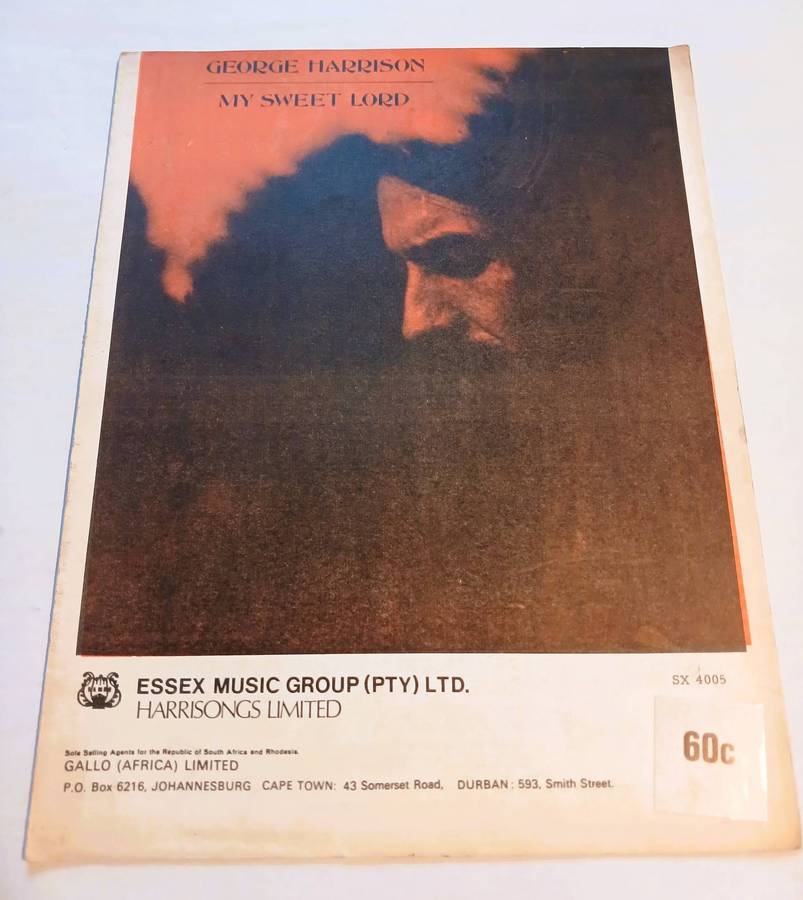 GEORGE HARRISON
MY SWEET LORD
ESSEX MUSIC GROUP (PTY) LTD.
HARRISONGS LIMITED
SX 4005
60c
Sole Selling Agents for the Republic of South Africa and Rhodesia.
GALLO (AFRICA) LIMITED
P.O. Box 6216, JOHANNESBURG CAPE TOWN: 43 Somerset Road, DURBAN: 593, Smith Street.